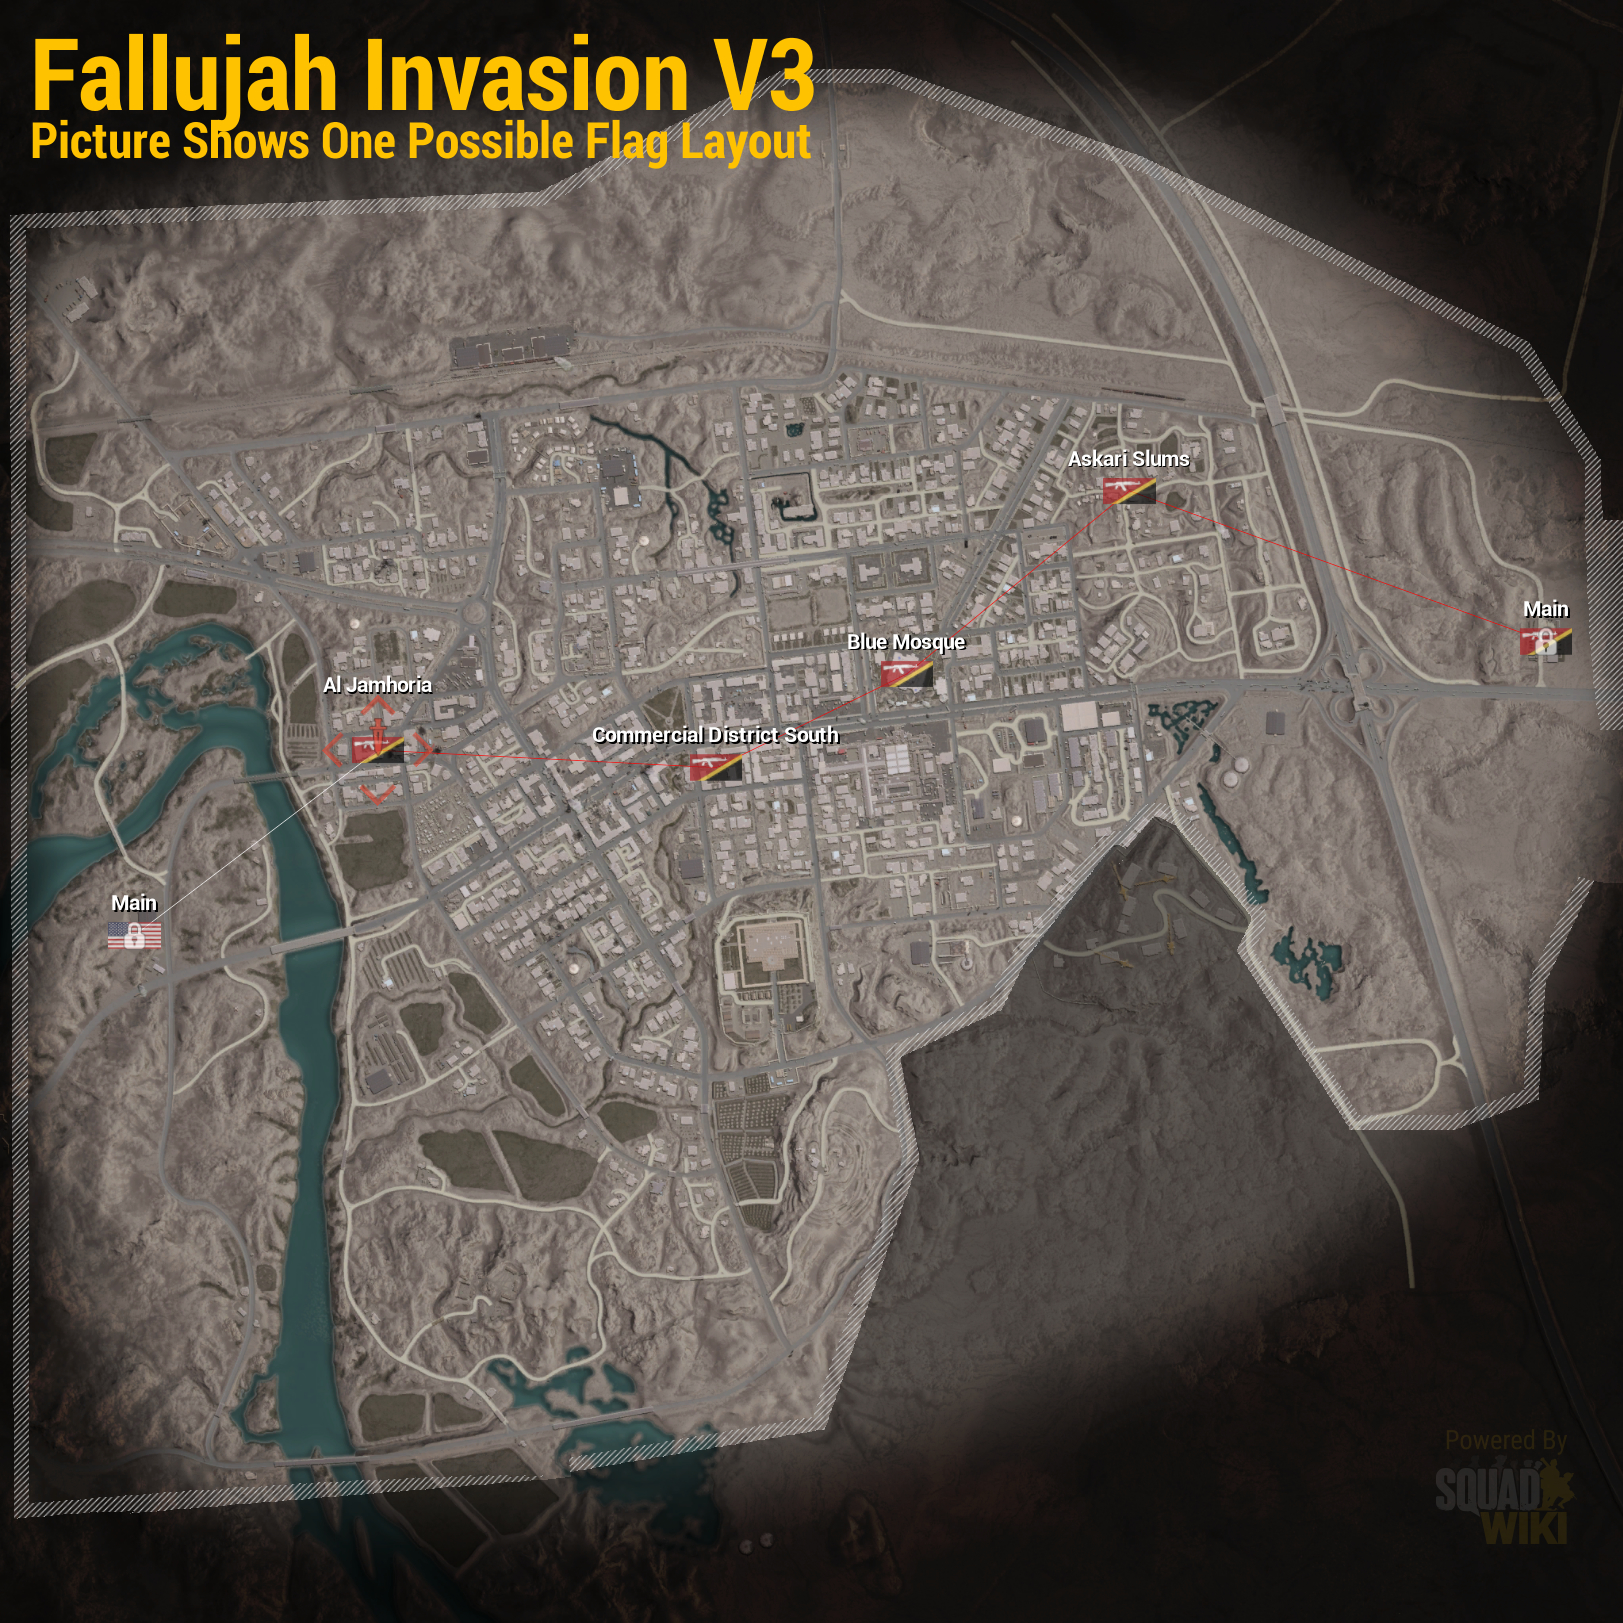 Fallujah Invasion V3
Picture Shows One Possible Flag Layout
Askari Slums
Main
Blue Mosque
Al Jamhoria
Commercial District South
Main
Powered By
SQUAD
WIKI